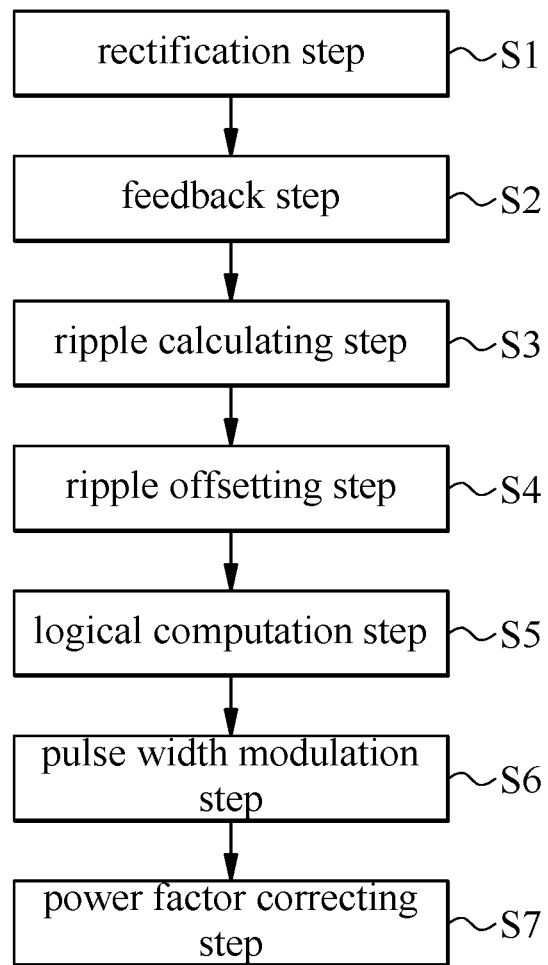 rectification step
S1
feedback step
S2
ripple calculating step
S3
ripple offsetting step
S4
logical computation step
S5
pulse width modulation
step
S6
power factor correcting
step
S7